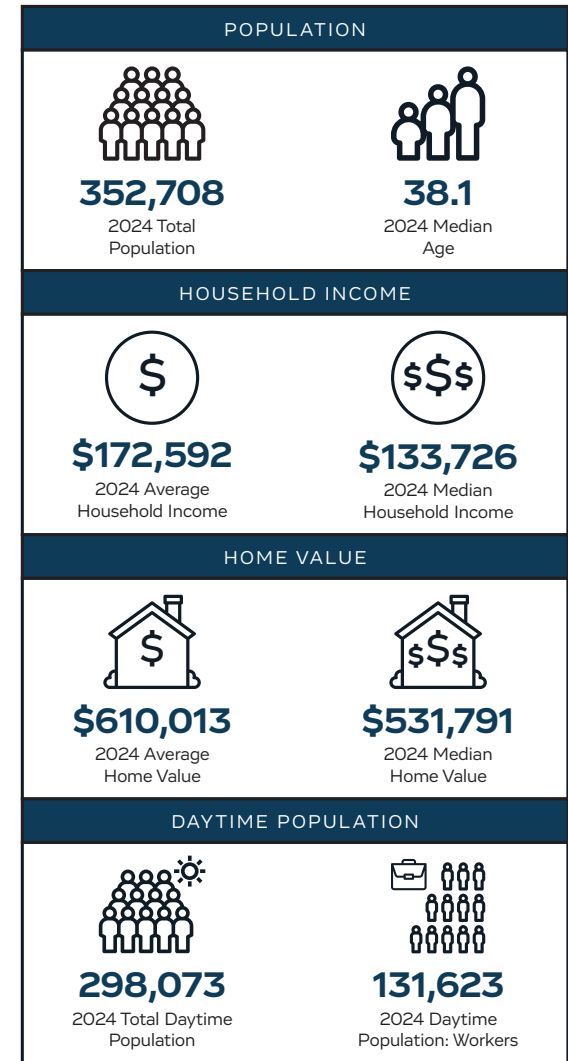 POPULATION
352,708
2024 Total
Population
38.1
2024 Median
Age
HOUSEHOLD INCOME
$
$172,592
2024 Average
Household Income
$$$
$133,726
2024 Median
Household Income
HOME VALUE
$
$610,013
2024 Average
Home Value
$$$
$531,791
2024 Median
Home Value
DAYTIME POPULATION
298,073
2024 Total Daytime
Population
131,623
2024 Daytime
Population: Workers